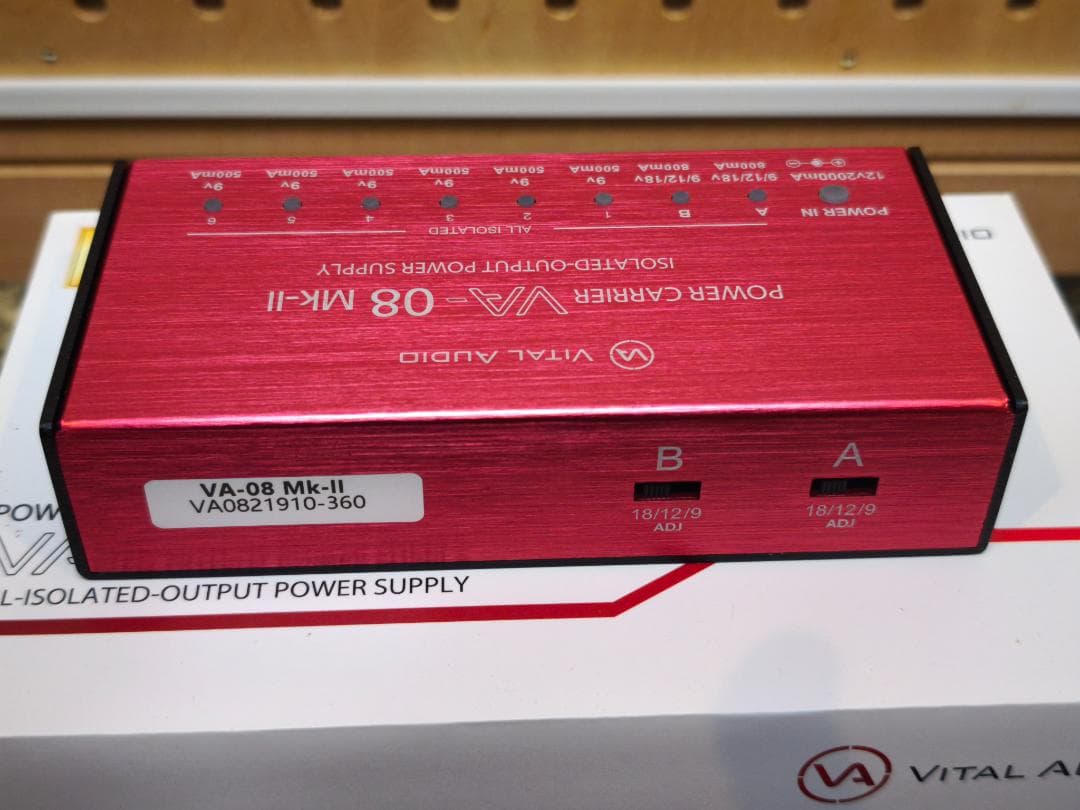 VITAL AUDIO
POWER CARRIER VA-08 Mk-II
ISOLATED-OUTPUT POWER SUPPLY
ALL ISOLATED
POWER IN A B 1 2 3 4 5 6
12V2000mA 9/12/18v 9/12/18v 9v 9v 9v 9v 9v 9v
800mA 800mA 500mA 500mA 500mA 500mA 500mA 500mA
B A
18/12/9 18/12/9
ADJ ADJ
VA-08 Mk-II
VA0821910-360
POW
VA
L-ISOLATED-OUTPUT POWER SUPPLY
VA VITAL A